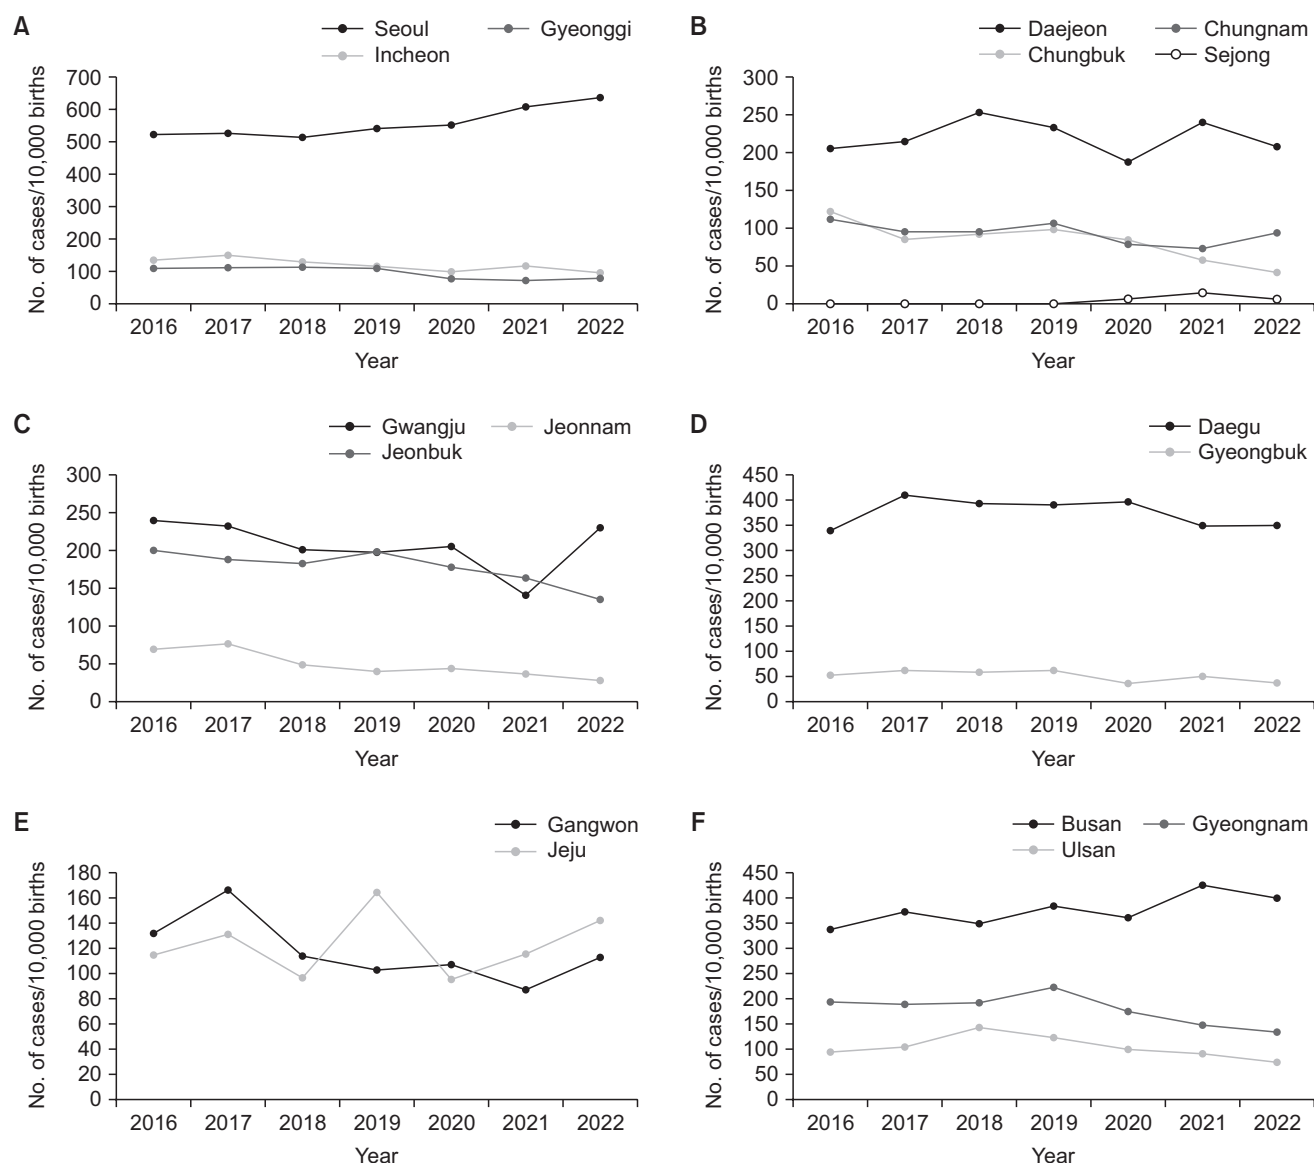 A
Seoul Gyeonggi
Incheon
No. of cases/10,000 births
700
600
500
400
300
200
100
0
2016 2017 2018 2019 2020 2021 2022
Year
B
Daejeon Chungnam
Chungbuk Sejong
No. of cases/10,000 births
300
250
200
150
100
50
0
2016 2017 2018 2019 2020 2021 2022
Year
C
Gwangju Jeonnam
Jeonbuk
No. of cases/10,000 births
300
250
200
150
100
50
0
2016 2017 2018 2019 2020 2021 2022
Year
D
Daegu
Gyeongbuk
No. of cases/10,000 births
450
400
350
300
250
200
150
100
50
0
2016 2017 2018 2019 2020 2021 2022
Year
E
Gangwon
Jeju
No. of cases/10,000 births
180
160
140
120
100
80
60
40
20
0
2016 2017 2018 2019 2020 2021 2022
Year
F
Busan Gyeongnam
Ulsan
No. of cases/10,000 births
450
400
350
300
250
200
150
100
50
0
2016 2017 2018 2019 2020 2021 2022
Year